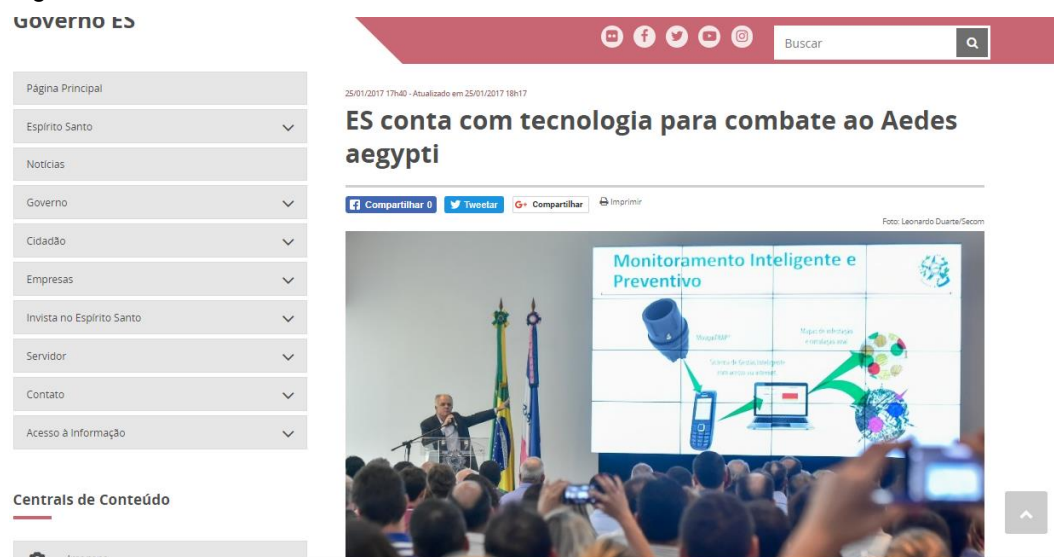 Governo ES
Buscar
Página Principal
Espírito Santo
Notícias
Governo
Cidadão
Empresas
Invista no Espírito Santo
Servidor
Contato
Acesso à Informação
Centrais de Conteúdo
25/01/2017 17h40 - Atualizado em 25/01/2017 18h17
ES conta com tecnologia para combate ao Aedes
aegypti
Compartilhar 0
Tweetar
G+ Compartilhar
Imprimir
Foto: Leonardo Duarte/Secom
Monitoramento Inteligente e
Preventivo